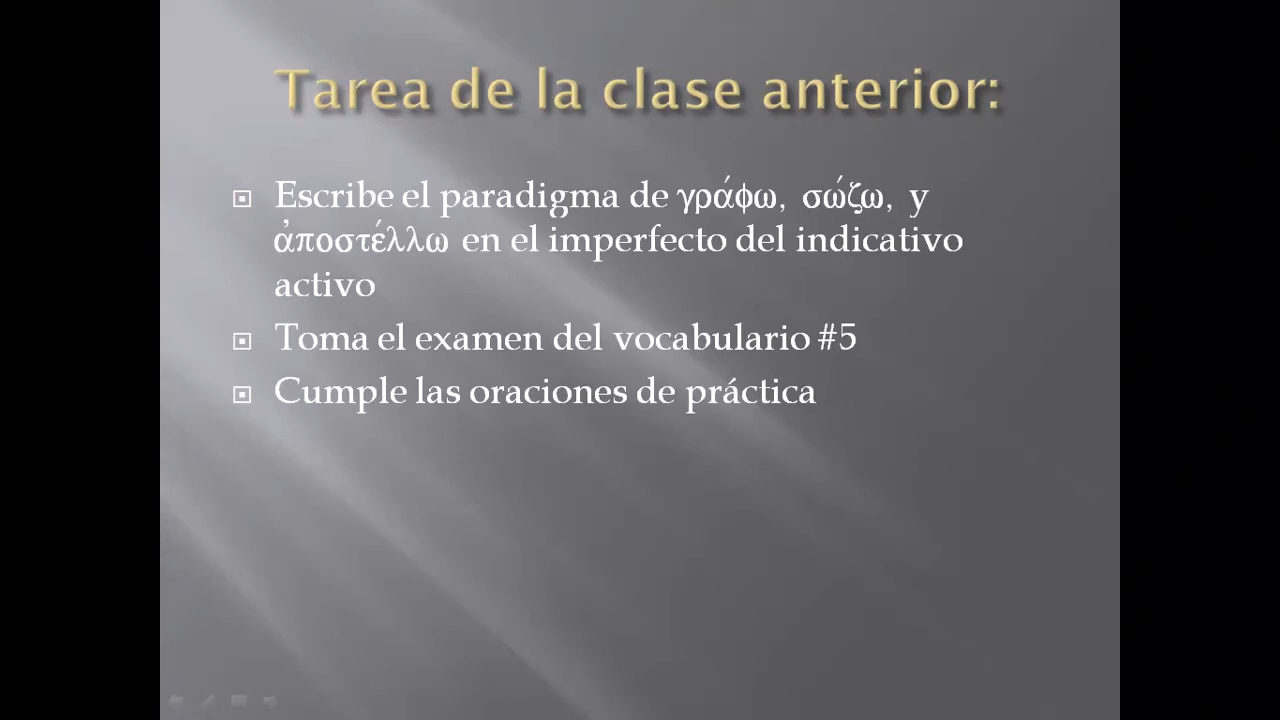 Tarea de la clase anterior:
Escribe el paradigma de γράφω, σώζω, y
ἀποστέλλω en el imperfecto del indicativo
activo
Toma el examen del vocabulario #5
Cumple las oraciones de práctica